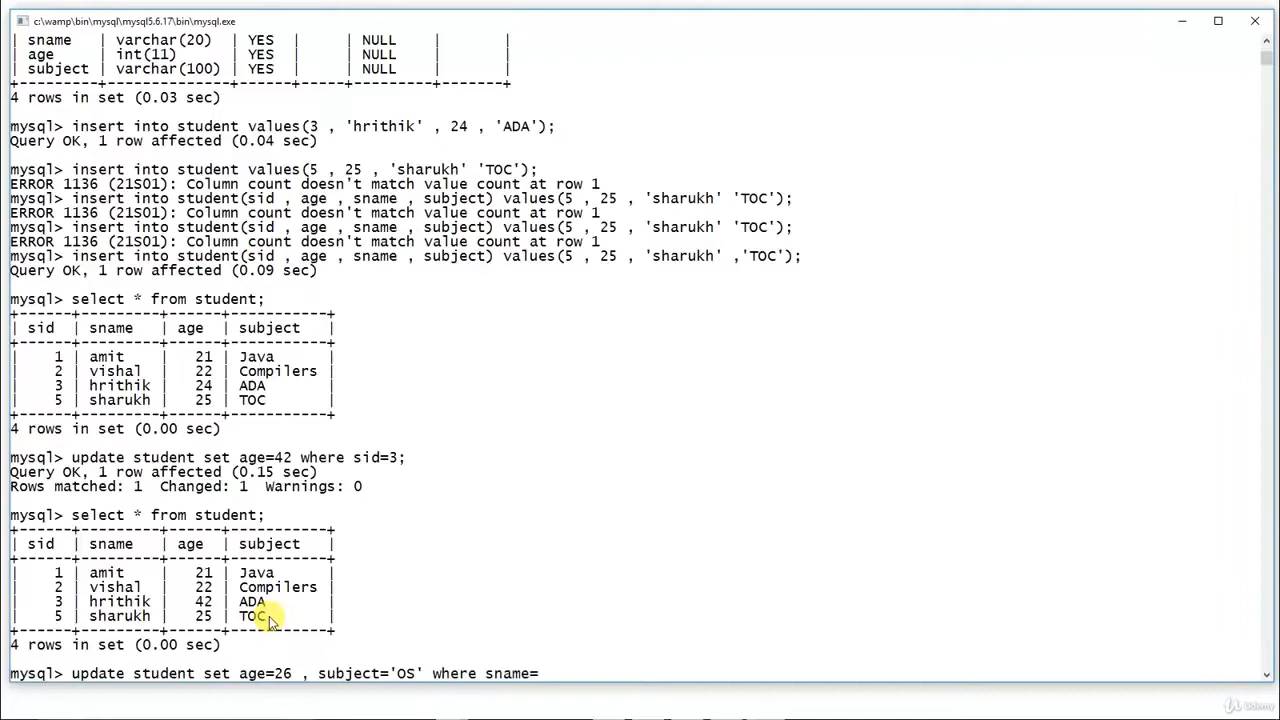 c:\wamp\bin\mysql\mysql5.6.17\bin\mysql.exe
| sname   | varchar(20)  | YES  |     | NULL    |       |
| age     | int(11)      | YES  |     | NULL    |       |
| subject | varchar(100) | YES  |     | NULL    |       |
+---------+--------------+------+-----+---------+-------+
4 rows in set (0.03 sec)
mysql> insert into student values(3 , 'hrithik' , 24 , 'ADA');
Query OK, 1 row affected (0.04 sec)
mysql> insert into student values(5 , 25 , 'sharukh' 'TOC');
ERROR 1136 (21S01): Column count doesn't match value count at row 1
mysql> insert into student(sid , age , sname , subject) values(5 , 25 , 'sharukh' 'TOC');
ERROR 1136 (21S01): Column count doesn't match value count at row 1
mysql> insert into student(sid , age , sname , subject) values(5 , 25 , 'sharukh' 'TOC');
ERROR 1136 (21S01): Column count doesn't match value count at row 1
mysql> insert into student(sid , age , sname , subject) values(5 , 25 , 'sharukh' ,'TOC');
Query OK, 1 row affected (0.09 sec)
mysql> select * from student;
+------+---------+------+-----------+
| sid  | sname   | age  | subject   |
+------+---------+------+-----------+
|    1 | amit    |   21 | Java      |
|    2 | vishal  |   22 | Compilers |
|    3 | hrithik |   24 | ADA       |
|    5 | sharukh |   25 | TOC       |
+------+---------+------+-----------+
4 rows in set (0.00 sec)
mysql> update student set age=42 where sid=3;
Query OK, 1 row affected (0.15 sec)
Rows matched: 1  Changed: 1  Warnings: 0
mysql> select * from student;
+------+---------+------+-----------+
| sid  | sname   | age  | subject   |
+------+---------+------+-----------+
|    1 | amit    |   21 | Java      |
|    2 | vishal  |   22 | Compilers |
|    3 | hrithik |   42 | ADA       |
|    5 | sharukh |   25 | TOC       |
+------+---------+------+-----------+
4 rows in set (0.00 sec)
mysql> update student set age=26 , subject='OS' where sname=
Udemy